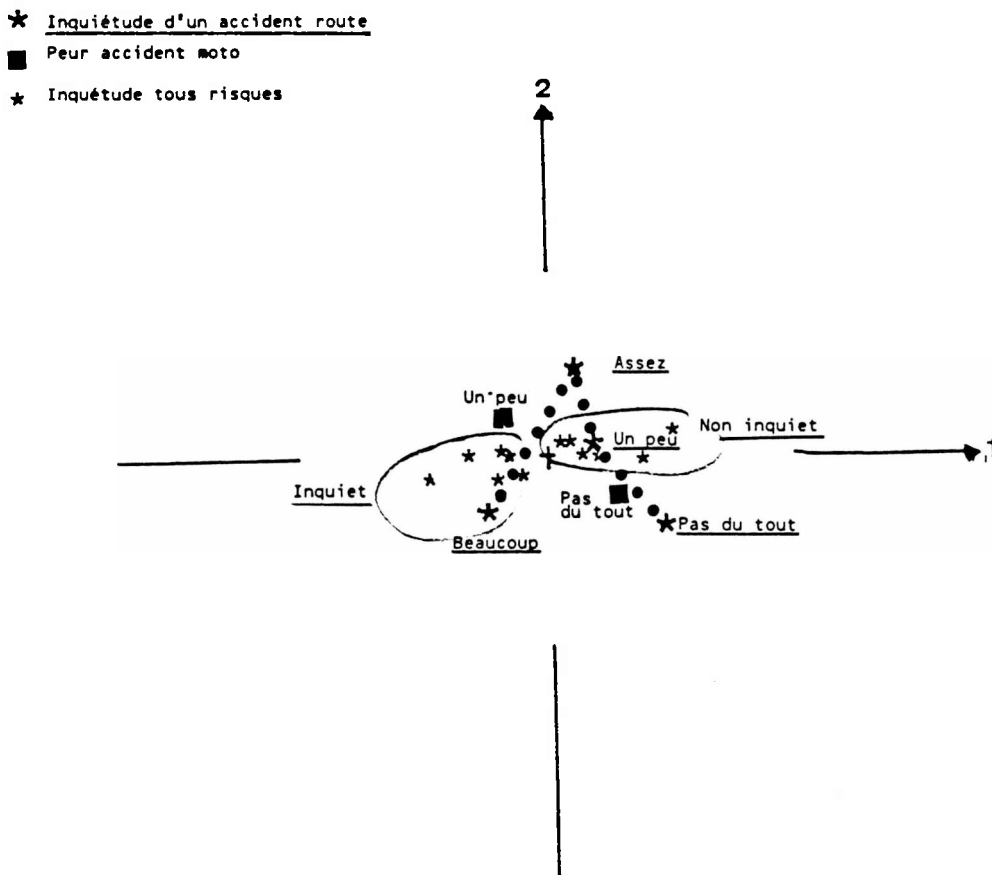 Inquiétude d'un accident route
Peur accident moto
Inquétude tous risques
2
Assez
Un peu
Non inquiet
Un peu
1
Inquiet
Pas
du tout
Pas du tout
Beaucoup